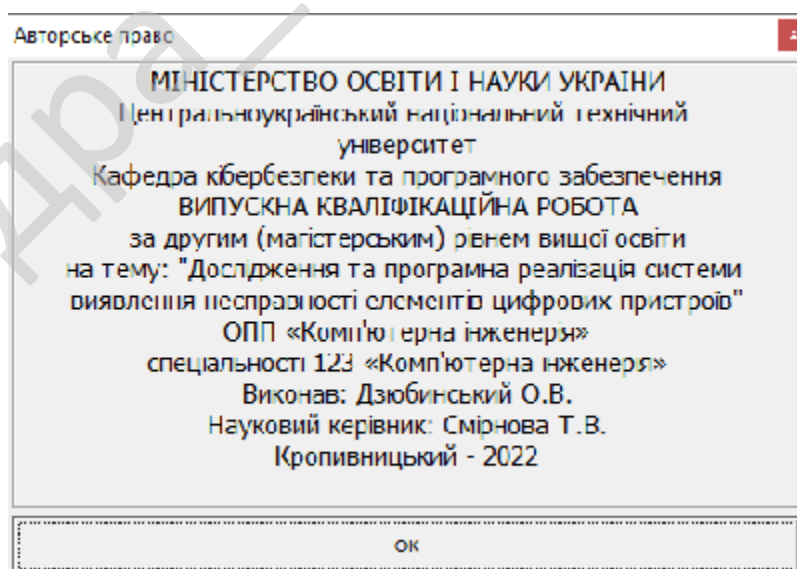 Авторське право
МІНІСТЕРСТВО ОСВІТИ І НАУКИ УКРАЇНИ
Центральноукраїнський національний технічний
університет
Кафедра кібербезпеки та програмного забезпечення
ВИПУСКНА КВАЛІФІКАЦІЙНА РОБОТА
за другим (магістерським) рівнем вищої освіти
на тему: "Дослідження та програмна реалізація системи
виявлення несправності елементів цифрових пристроїв"
ОПП «Комп'ютерна інженерія»
спеціальності 123 «Комп'ютерна інженерія»
Виконав: Дзюбинський О.В.
Науковий керівник: Смірнова Т.В.
Кропивницький - 2022
ОК